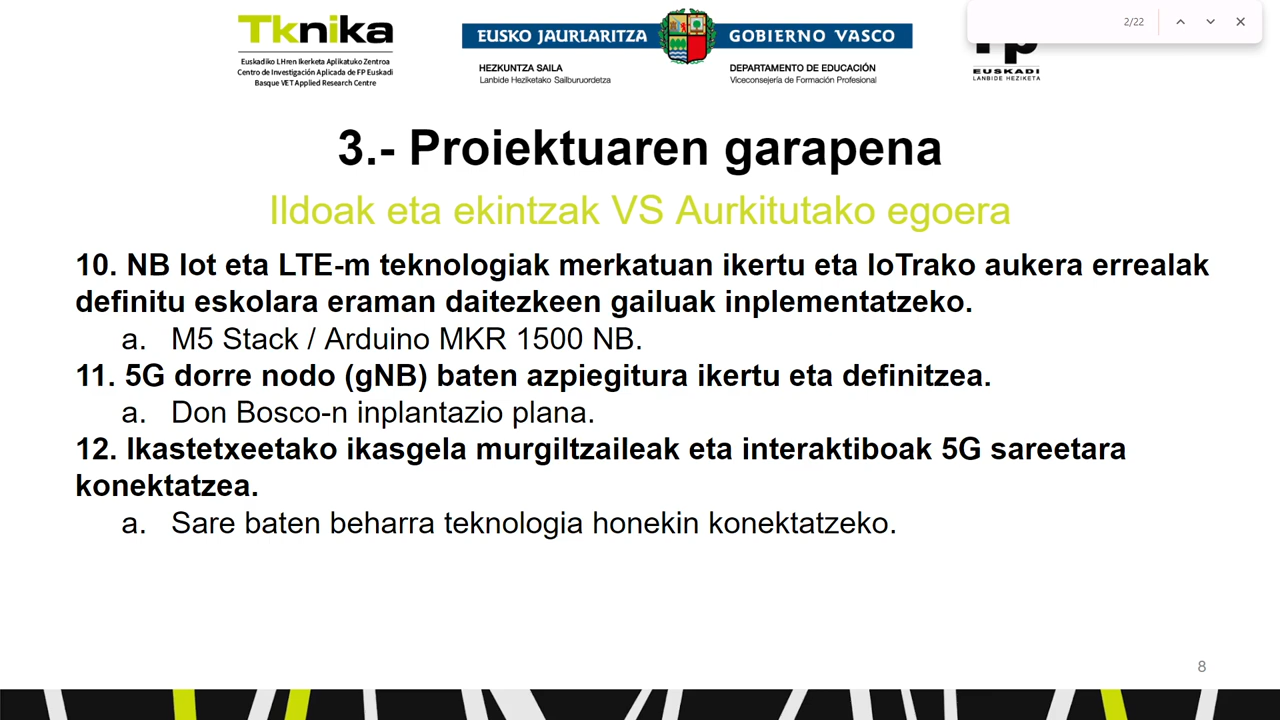 Tknika
Euskadiko LHren Ikerketa Aplikatuko Zentroa
Centro de Investigación Aplicada de FP Euskadi
Basque VET Applied Research Centre
EUSKO JAURLARITZA
GOBIERNO VASCO
HEZKUNTZA SAILA
Lanbide Heziketako Sailburuordetza
DEPARTAMENTO DE EDUCACIÓN
Viceconsejería de Formación Profesional
2/22
EUSKADI
LANBIDE HEZIKETA
3.- Proiektuaren garapena
Ildoak eta ekintzak VS Aurkitutako egoera
10. NB Iot eta LTE-m teknologiak merkatuan ikertu eta IoTrako aukera errealak
definitu eskolara eraman daitezkeen gailuak inplementatzeko.
a. M5 Stack / Arduino MKR 1500 NB.
11. 5G dorre nodo (gNB) baten azpiegitura ikertu eta definitzea.
a. Don Bosco-n inplantazio plana.
12. Ikastetxeetako ikasgela murgiltzaileak eta interaktiboak 5G sareetara
konektatzea.
a. Sare baten beharra teknologia honekin konektatzeko.
8